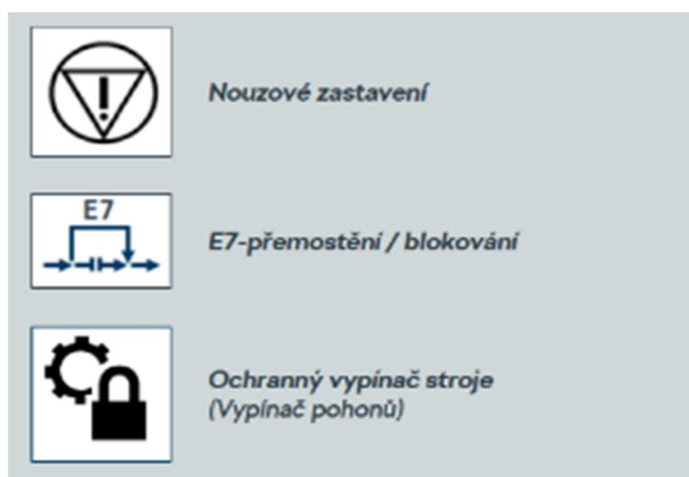 Nouzové zastavení
E7
E7-přemostění / blokování
Ochranný vypínač stroje
(Vypínač pohonů)